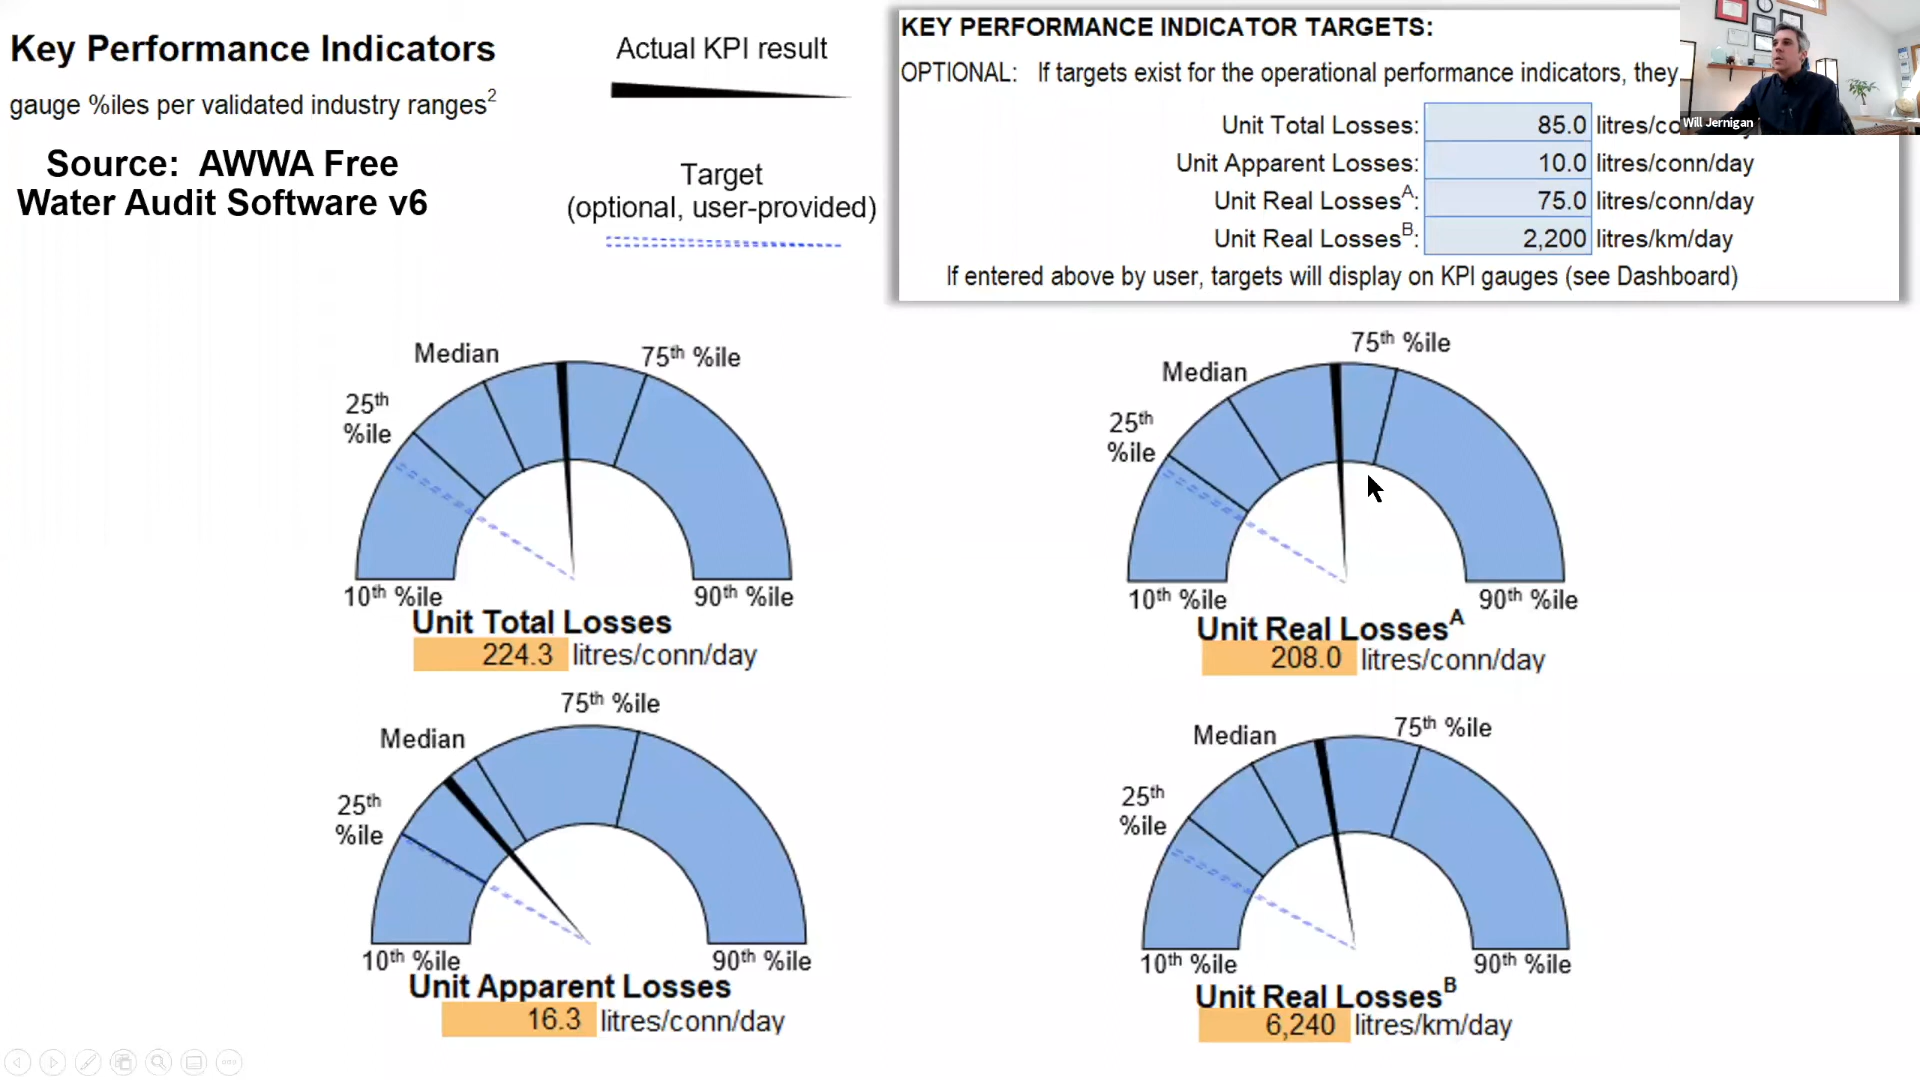 Key Performance Indicators
gauge %iles per validated industry ranges2
Source: AWWA Free
Water Audit Software v6
Actual KPI result
Target
(optional, user-provided)
KEY PERFORMANCE INDICATOR TARGETS:
OPTIONAL: If targets exist for the operational performance indicators, they
Unit Total Losses: 85.0 litres/co
Unit Apparent Losses: 10.0 litres/conn/day
Unit Real LossesA: 75.0 litres/conn/day
Unit Real LossesB: 2,200 litres/km/day
If entered above by user, targets will display on KPI gauges (see Dashboard)
Will Jernigan
Median
75th %ile
25th
%ile
10th %ile
90th %ile
Unit Total Losses
224.3 litres/conn/day
75th %ile
Median
25th
%ile
10th %ile
90th %ile
Unit Real LossesA
208.0 litres/conn/day
75th %ile
Median
25th
%ile
10th %ile
90th %ile
Unit Apparent Losses
16.3 litres/conn/day
75th %ile
Median
25th
%ile
10th %ile
90th %ile
Unit Real LossesB
6,240 litres/km/day